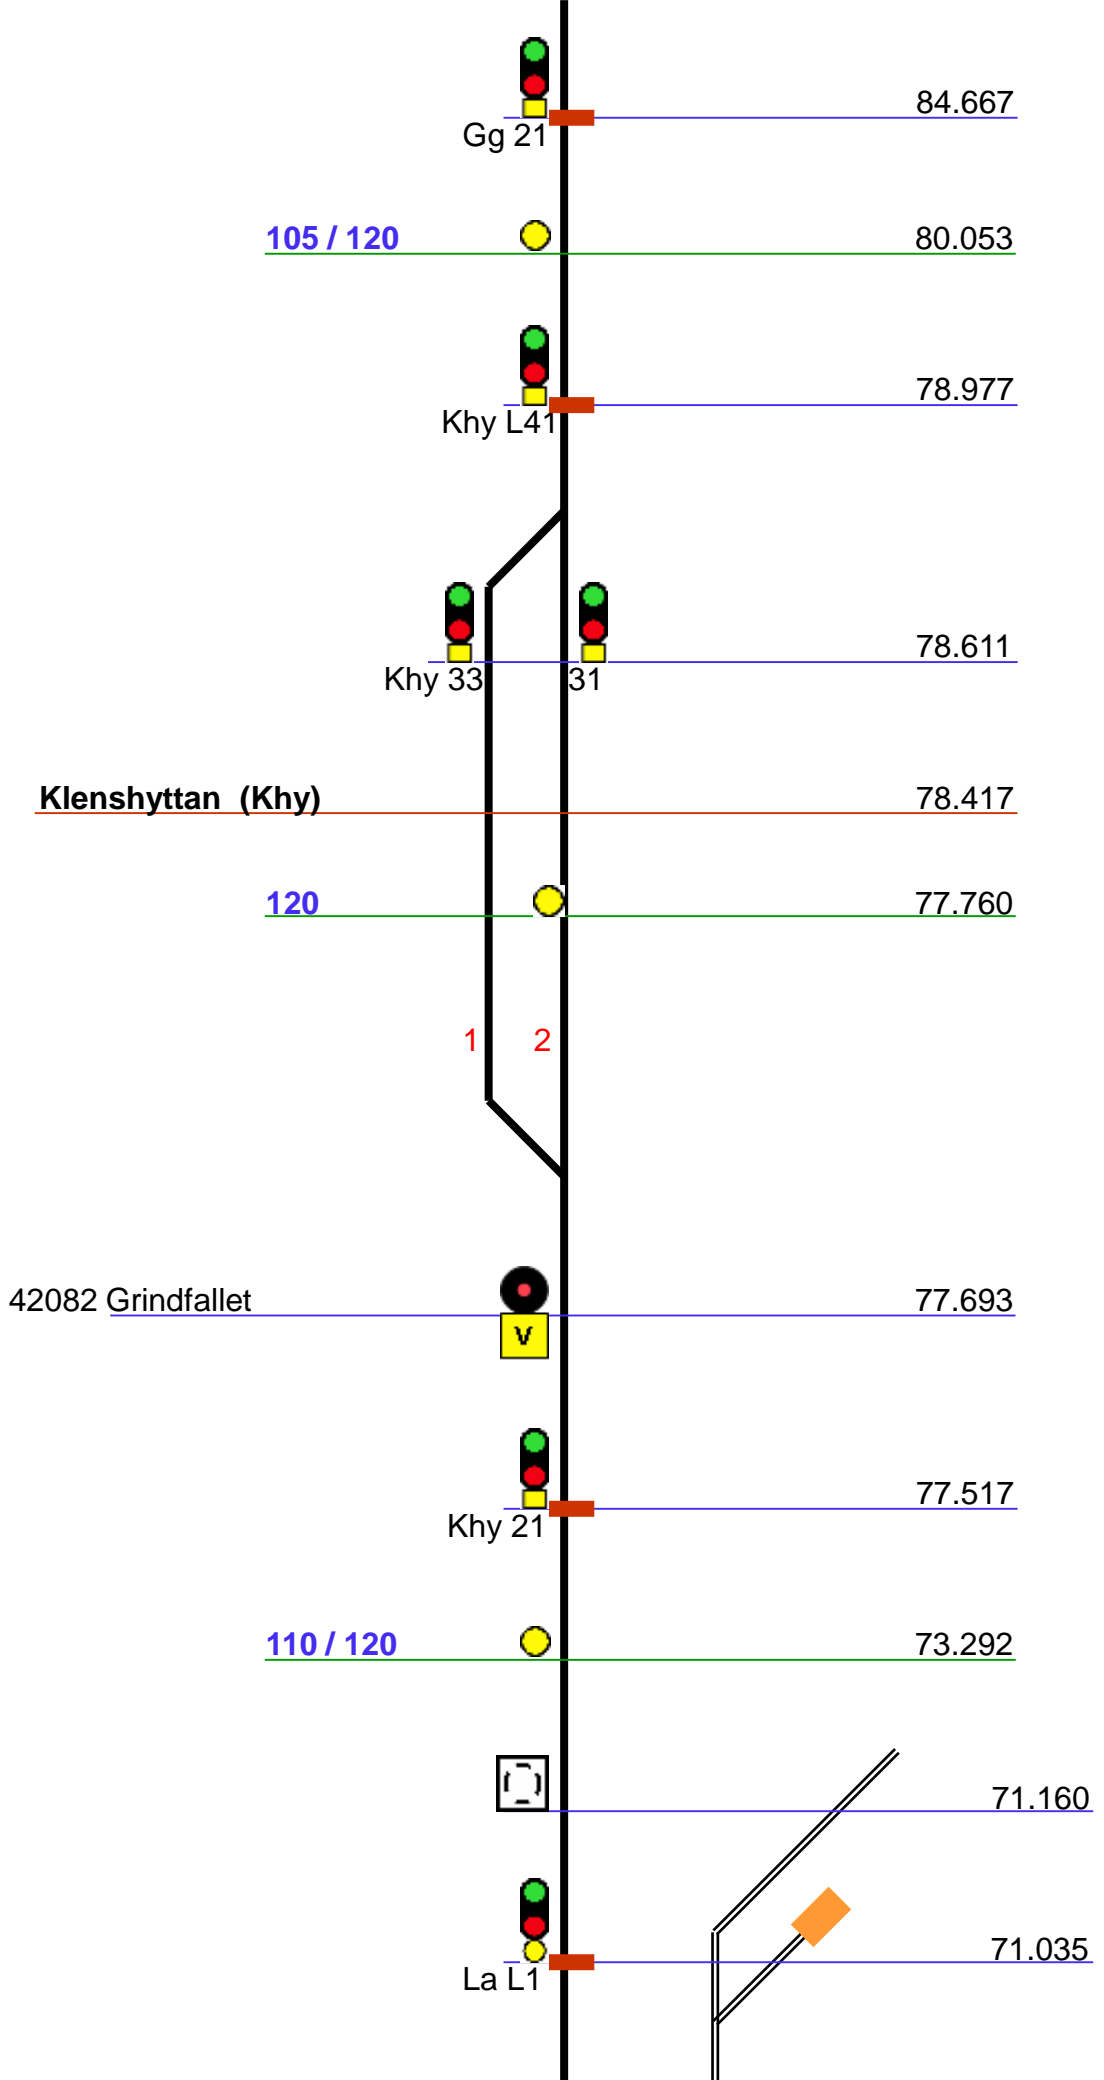 84.667
Gg 21
105 / 120 80.053
78.977
Khy L41
78.611
Khy 33 31
Klenshyttan (Khy) 78.417
120 77.760
1 2
42082 Grindfallet 77.693
V
77.517
Khy 21
110 / 120 73.292
71.160
71.035
La L1